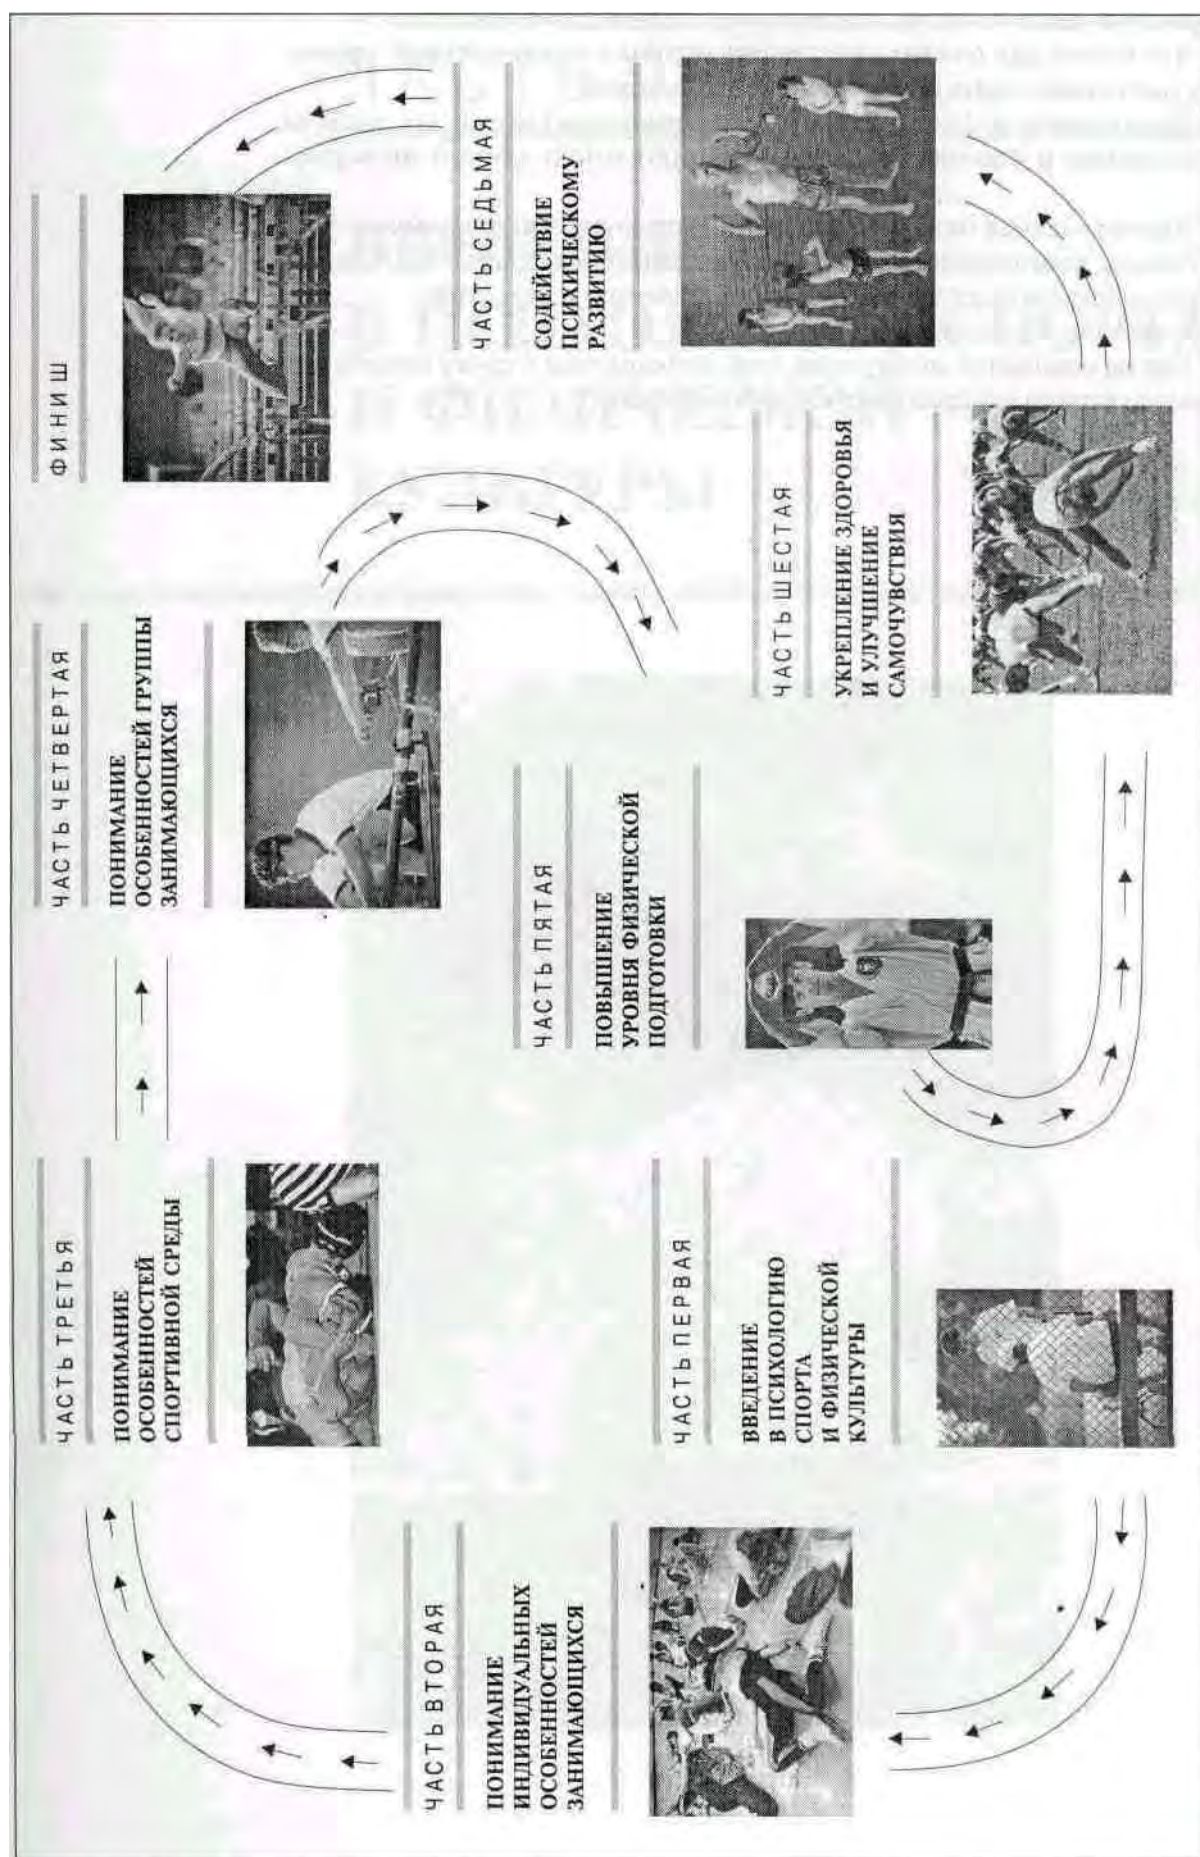 ЧАСТЬ ПЕРВАЯ
ВВЕДЕНИЕ
В ПСИХОЛОГИЮ
СПОРТА
И ФИЗИЧЕСКОЙ
КУЛЬТУРЫ
ЧАСТЬ ВТОРАЯ
ПОНИМАНИЕ
ИНДИВИДУАЛЬНЫХ
ОСОБЕННОСТЕЙ
ЗАНИМАЮЩИХСЯ
ЧАСТЬ ТРЕТЬЯ
ПОНИМАНИЕ
ОСОБЕННОСТЕЙ
СПОРТИВНОЙ СРЕДЫ
ЧАСТЬ ЧЕТВЕРТАЯ
ПОНИМАНИЕ
ОСОБЕННОСТЕЙ ГРУППЫ
ЗАНИМАЮЩИХСЯ
ЧАСТЬ ПЯТАЯ
ПОВЫШЕНИЕ
УРОВНЯ ФИЗИЧЕСКОЙ
ПОДГОТОВКИ
ЧАСТЬ ШЕСТАЯ
УКРЕПЛЕНИЕ ЗДОРОВЬЯ
И УЛУЧШЕНИЕ
САМОЧУВСТВИЯ
ЧАСТЬ СЕДЬМАЯ
СОДЕЙСТВИЕ
ПСИХИЧЕСКОМУ
РАЗВИТИЮ
ФИНИШ